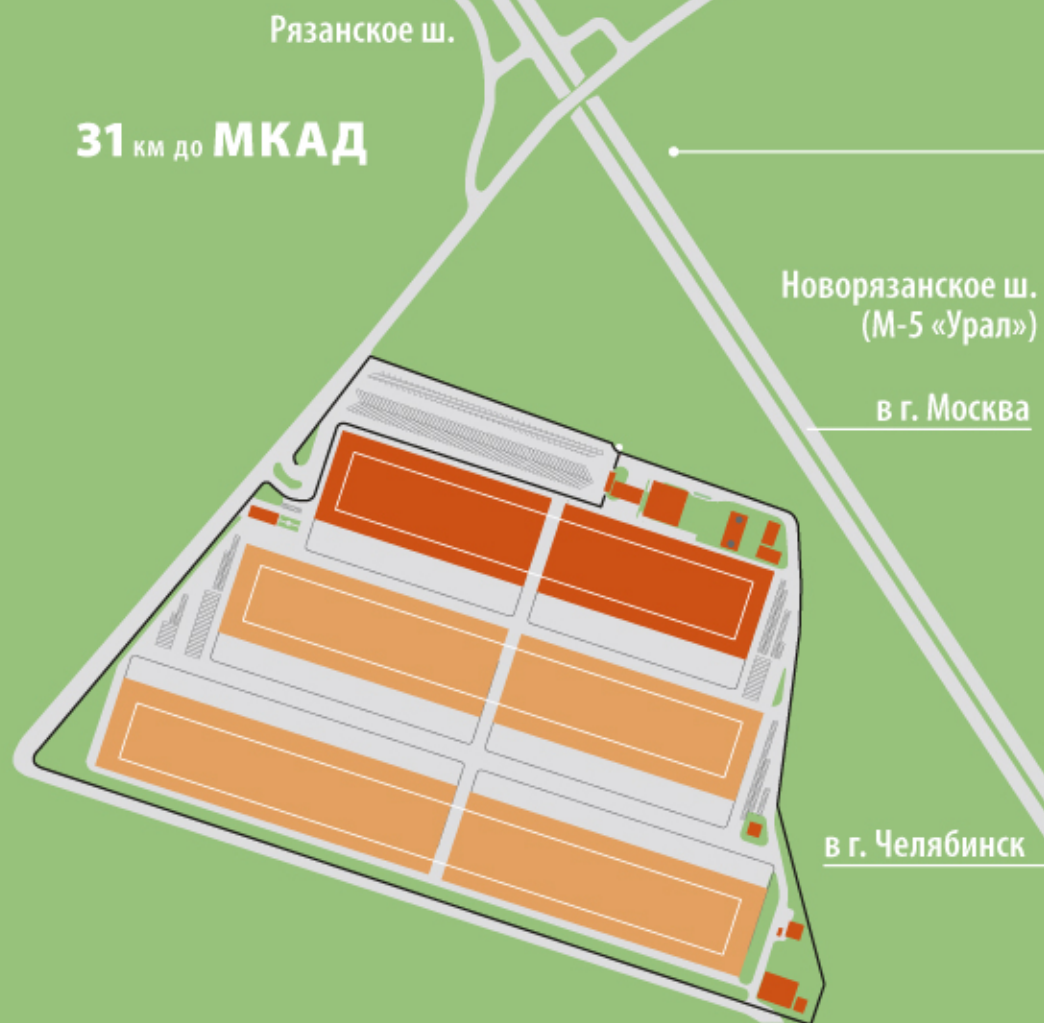 Рязанское ш.
31 км до МКАД
Новорязанское ш.
(М-5 «Урал»)
в г. Москва
в г. Челябинск